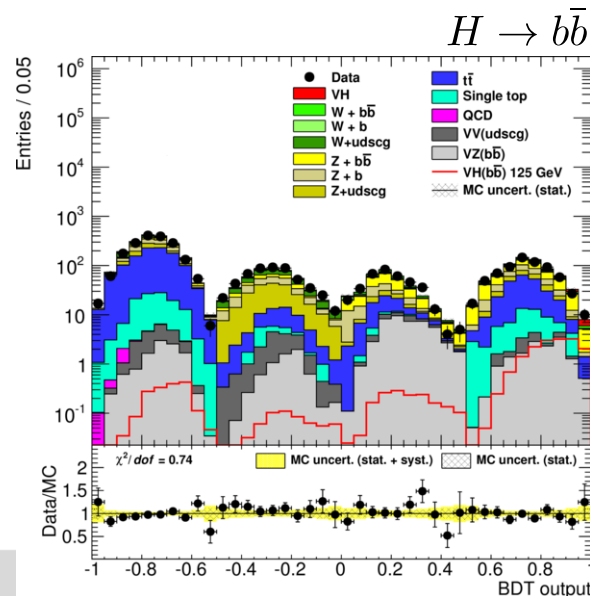 H → bb̄
Entries / 0.05
10⁶
10⁵
10⁴
10³
10²
10
1
10⁻¹
Data
VH
W + bb̄
W + b
W+udscg
Z + bb̄
Z + b
Z+udscg
tt̄
Single top
QCD
VV(udscg)
VZ(bb̄)
VH(bb̄) 125 GeV
MC uncert. (stat.)
Data/MC
2
1.5
1
0.5
χ²/dof = 0.74
MC uncert. (stat. + syst.)
MC uncert. (stat.)
-1 -0.8 -0.6 -0.4 -0.2 0 0.2 0.4 0.6 0.8 1
BDT output